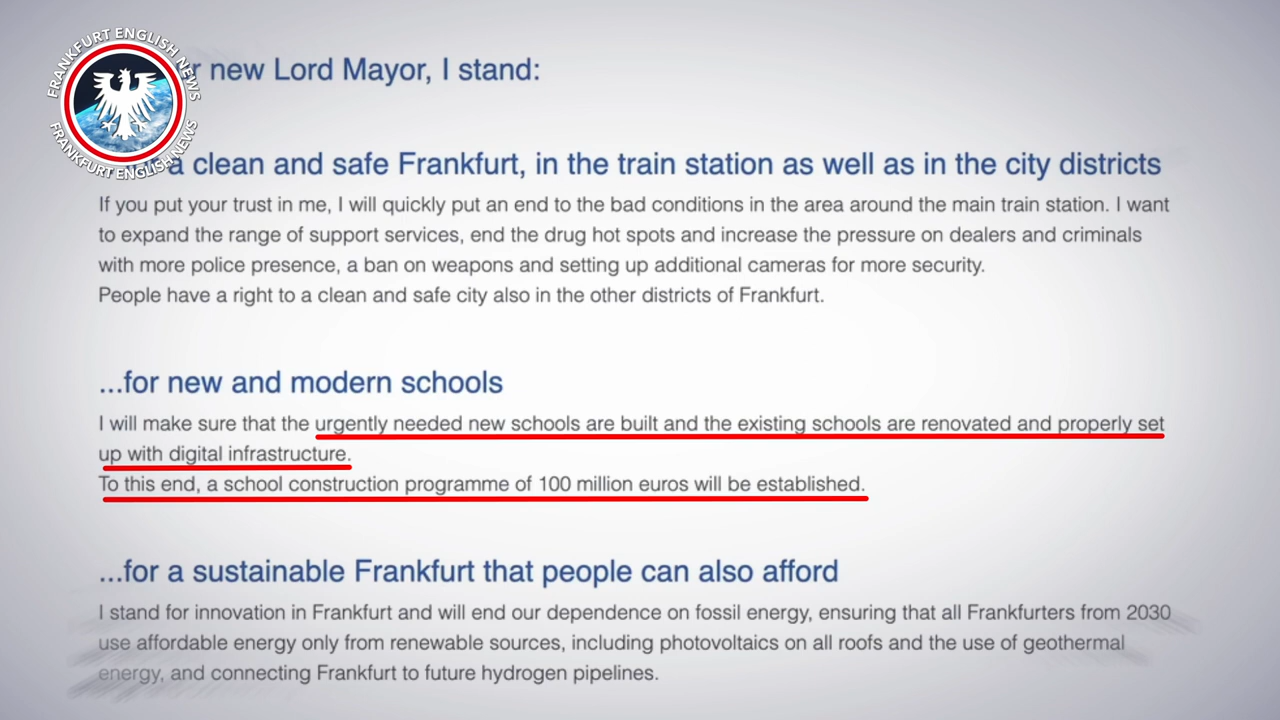 FRANKFURT ENGLISH NEWS
FRANKFURT ENGLISH NEWS
new Lord Mayor, I stand:
a clean and safe Frankfurt, in the train station as well as in the city districts
If you put your trust in me, I will quickly put an end to the bad conditions in the area around the main train station. I want
to expand the range of support services, end the drug hot spots and increase the pressure on dealers and criminals
with more police presence, a ban on weapons and setting up additional cameras for more security.
People have a right to a clean and safe city also in the other districts of Frankfurt.
...for new and modern schools
I will make sure that the urgently needed new schools are built and the existing schools are renovated and properly set
up with digital infrastructure.
To this end, a school construction programme of 100 million euros will be established.
...for a sustainable Frankfurt that people can also afford
I stand for innovation in Frankfurt and will end our dependence on fossil energy, ensuring that all Frankfurters from 2030
use affordable energy only from renewable sources, including photovoltaics on all roofs and the use of geothermal
energy, and connecting Frankfurt to future hydrogen pipelines.